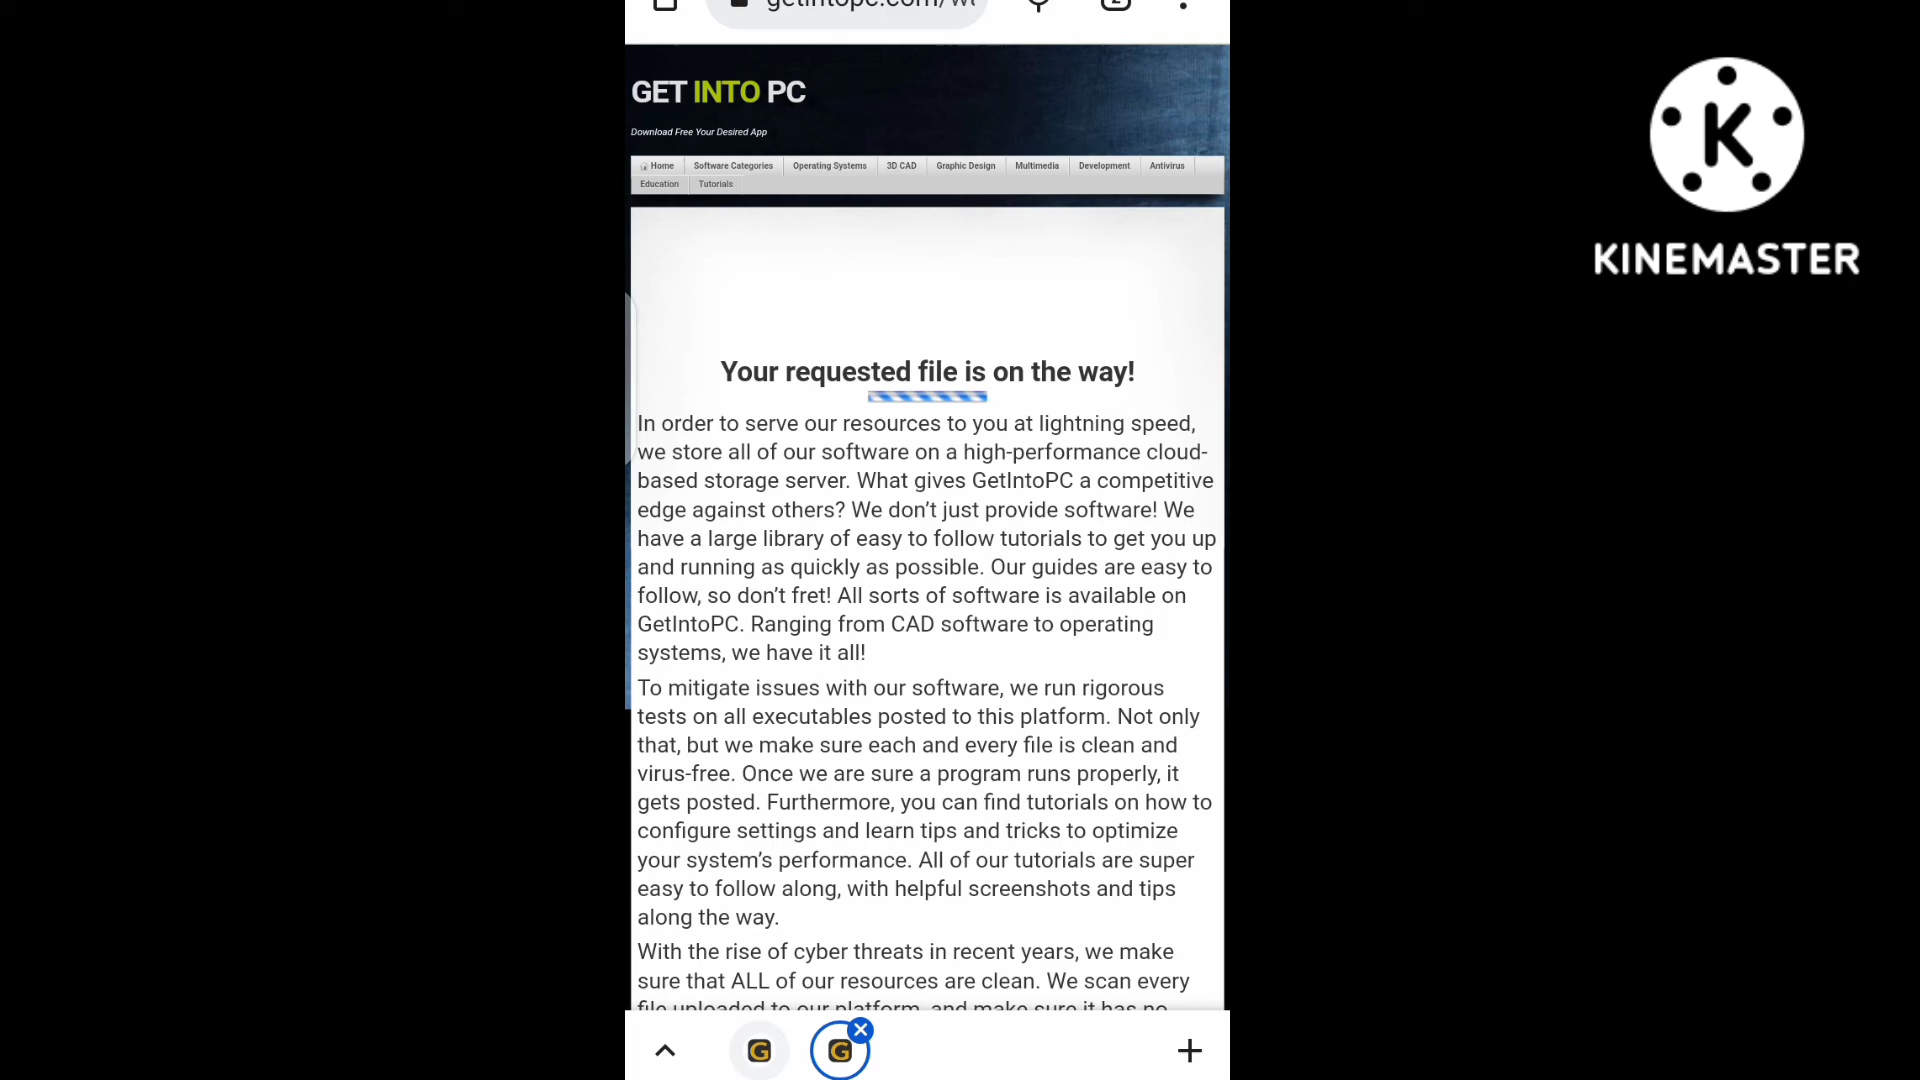 GET INTO PC
Download Free Your Desired App
Home Software Categories Operating Systems 3D CAD Graphic Design Multimedia Development Antivirus
Education Tutorials
Your requested file is on the way!
In order to serve our resources to you at lightning speed,
we store all of our software on a high-performance cloud-
based storage server. What gives GetIntoPC a competitive
edge against others? We don’t just provide software! We
have a large library of easy to follow tutorials to get you up
and running as quickly as possible. Our guides are easy to
follow, so don’t fret! All sorts of software is available on
GetIntoPC. Ranging from CAD software to operating
systems, we have it all!
To mitigate issues with our software, we run rigorous
tests on all executables posted to this platform. Not only
that, but we make sure each and every file is clean and
virus-free. Once we are sure a program runs properly, it
gets posted. Furthermore, you can find tutorials on how to
configure settings and learn tips and tricks to optimize
your system’s performance. All of our tutorials are super
easy to follow along, with helpful screenshots and tips
along the way.
With the rise of cyber threats in recent years, we make
sure that ALL of our resources are clean. We scan every
file uploaded to our platform, and make sure it has no
G G
K
KINEMASTER